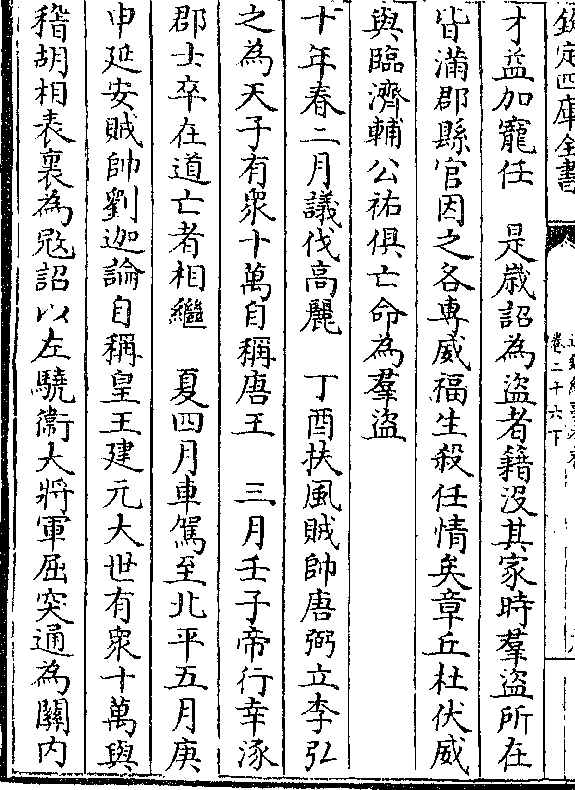 欽定四庫全書
卷二十六下
才益加寵任　是歲詔為盜者籍沒其家時羣盜所在
皆滿郡縣官因之各專威福生殺任情矣章丘杜伏威
與臨濟輔公祐俱亡命為羣盜
十年春二月議伐高麗　丁酉扶風賊帥唐弼立李弘
之為天子有衆十萬自稱唐王　三月壬子帝行幸涿
郡士卒在道亡者相繼　夏四月車駕至北平五月庚
申延安賊帥劉迦論自稱皇王建元大世有衆十萬與
稽胡相表裏為㓂詔以左驍衞大將軍屈突通為關内